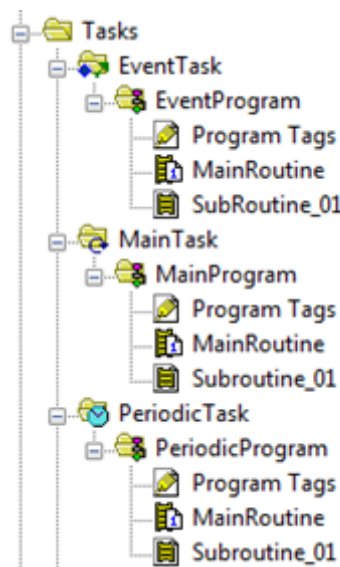 Tasks
EventTask
EventProgram
Program Tags
MainRoutine
SubRoutine_01
MainTask
MainProgram
Program Tags
MainRoutine
Subroutine_01
PeriodicTask
PeriodicProgram
Program Tags
MainRoutine
Subroutine_01